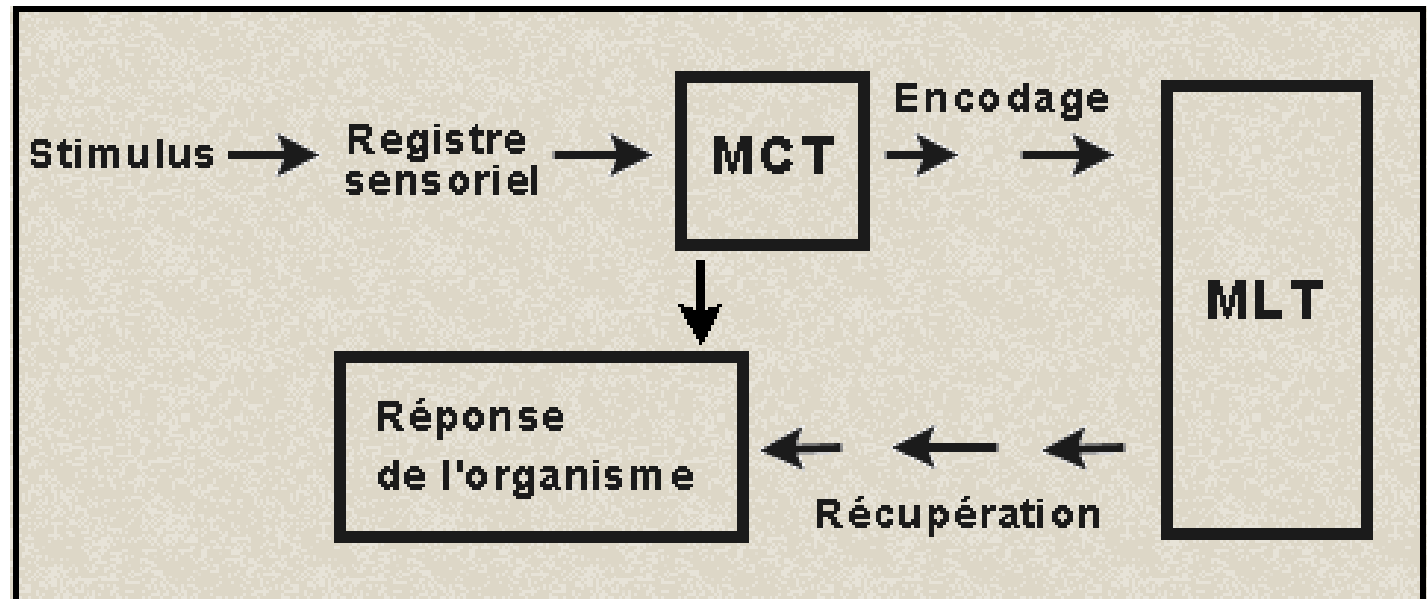 Stimulus
Registre
sensoriel
MCT
Encodage
MLT
Réponse
de l'organisme
Récupération